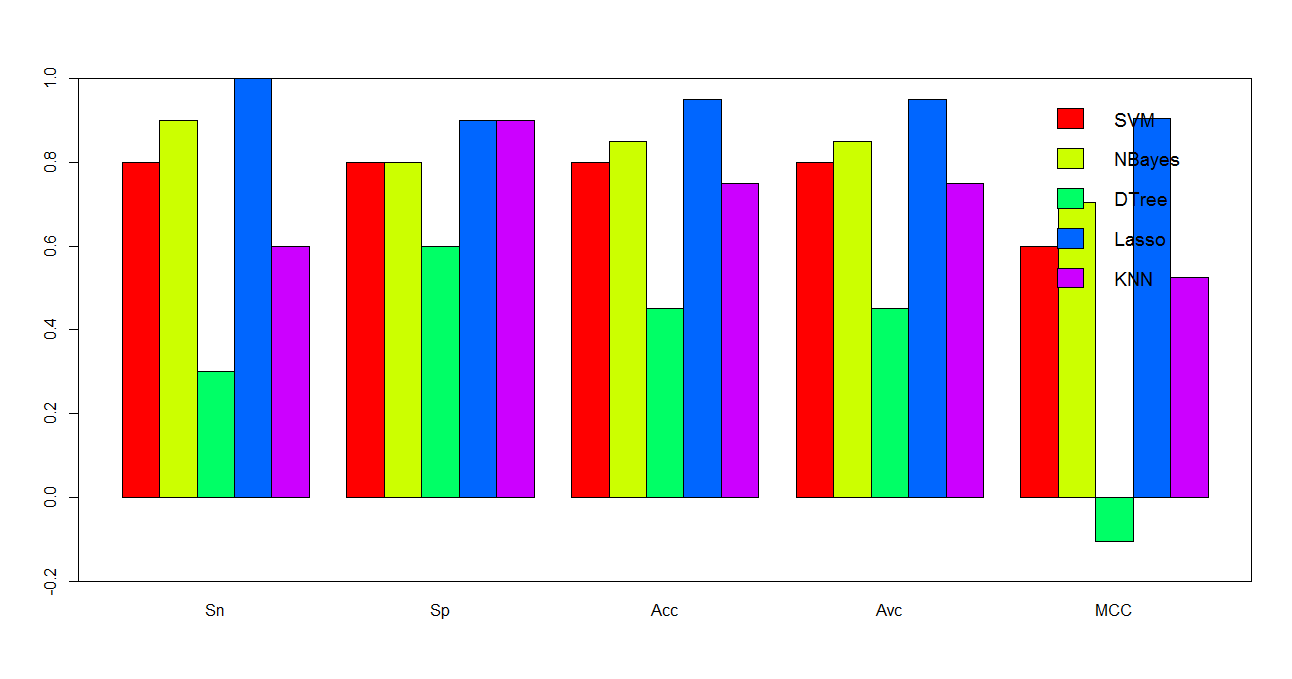 1.0
0.8
0.6
0.4
0.2
0.0
-0.2
SVM
NBayes
DTree
Lasso
KNN
Sn Sp Acc Avc MCC